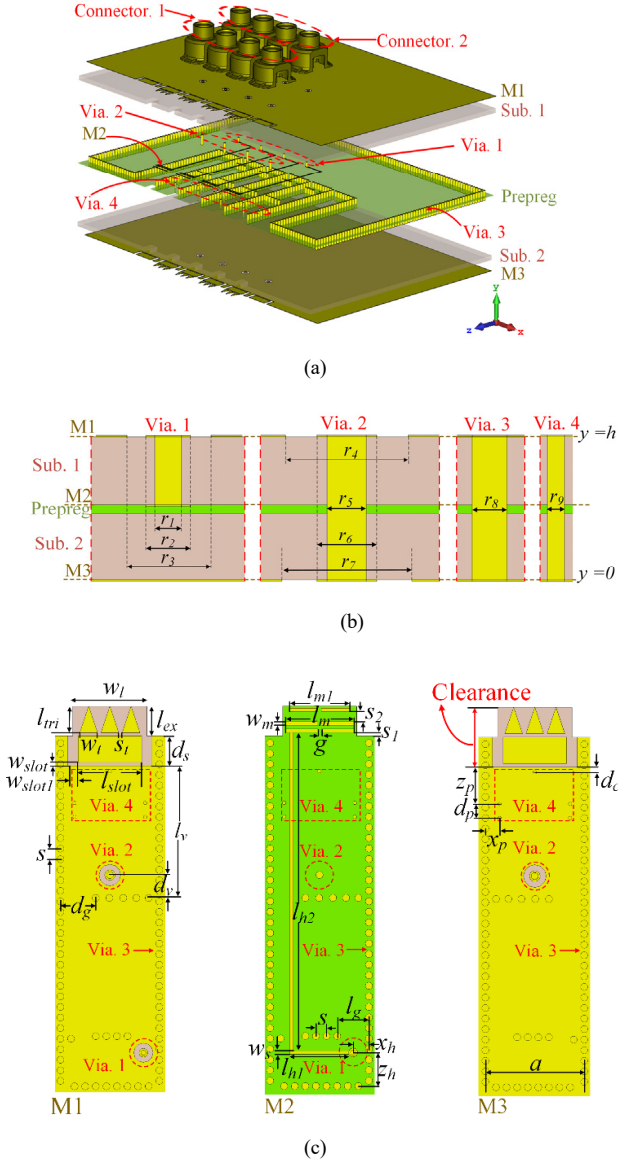 Connector. 1
Connector. 2
M1
Sub. 1
Via. 2
M2
Via. 1
Via. 4
Prepreg
Via. 3
Sub. 2
M3
y
z
x
(a)
M1
Via. 1
Via. 2
Via. 3
Via. 4
y =h
Sub. 1
r4
M2
Prepreg
r1
r5
r8
r9
Sub. 2
r2
r6
r3
r7
M3
y=0
(b)
wl
ltri
lex
wt
st
ds
wslot
wslot1
lslot
Via. 4
lv
s
Via. 2
dv
dg
Via. 3
Via. 1
M1
lm1
wm
lm
s2
g
s1
Via. 4
Via. 2
lh2
Via. 3
lg
s
ws
xh
lh1
Via. 1
zh
M2
Clearance
zp
dc
dp
Via. 4
xp
Via. 2
Via. 3
a
M3
(c)